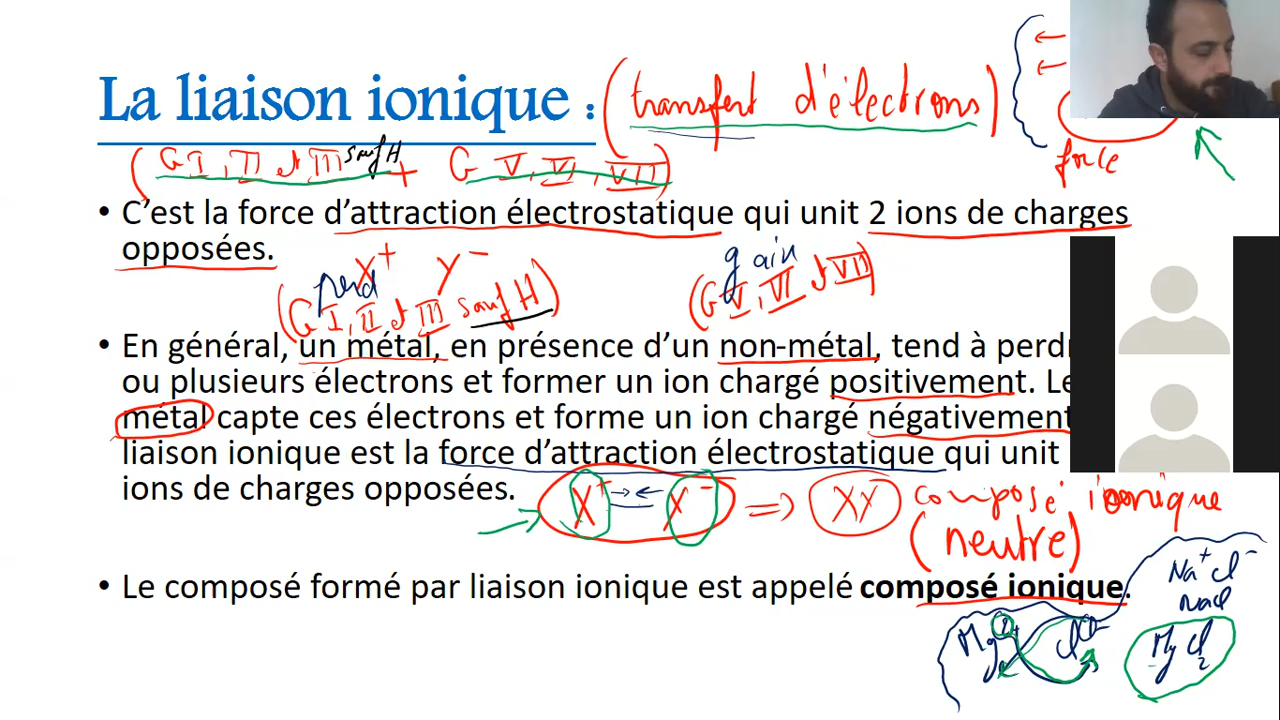 La liaison ionique : (transfert d'électrons)
force
(G I, II et III sauf H + G V, VI, VII)
• C'est la force d'attraction électrostatique qui unit 2 ions de charges
opposées.
X+ Y− gain
perd
(G I, II et III sauf H) (G V, VI et VII)
• En général, un métal, en présence d'un non-métal, tend à perd
ou plusieurs électrons et former un ion chargé positivement. Le
métal capte ces électrons et forme un ion chargé négativement
liaison ionique est la force d'attraction électrostatique qui unit
ions de charges opposées.
X+ →← Y− ⇒ XY composé ionique
(neutre)
Na+ Cl−
NaCl
• Le composé formé par liaison ionique est appelé composé ionique.
Mg2+ Cl− MgCl2